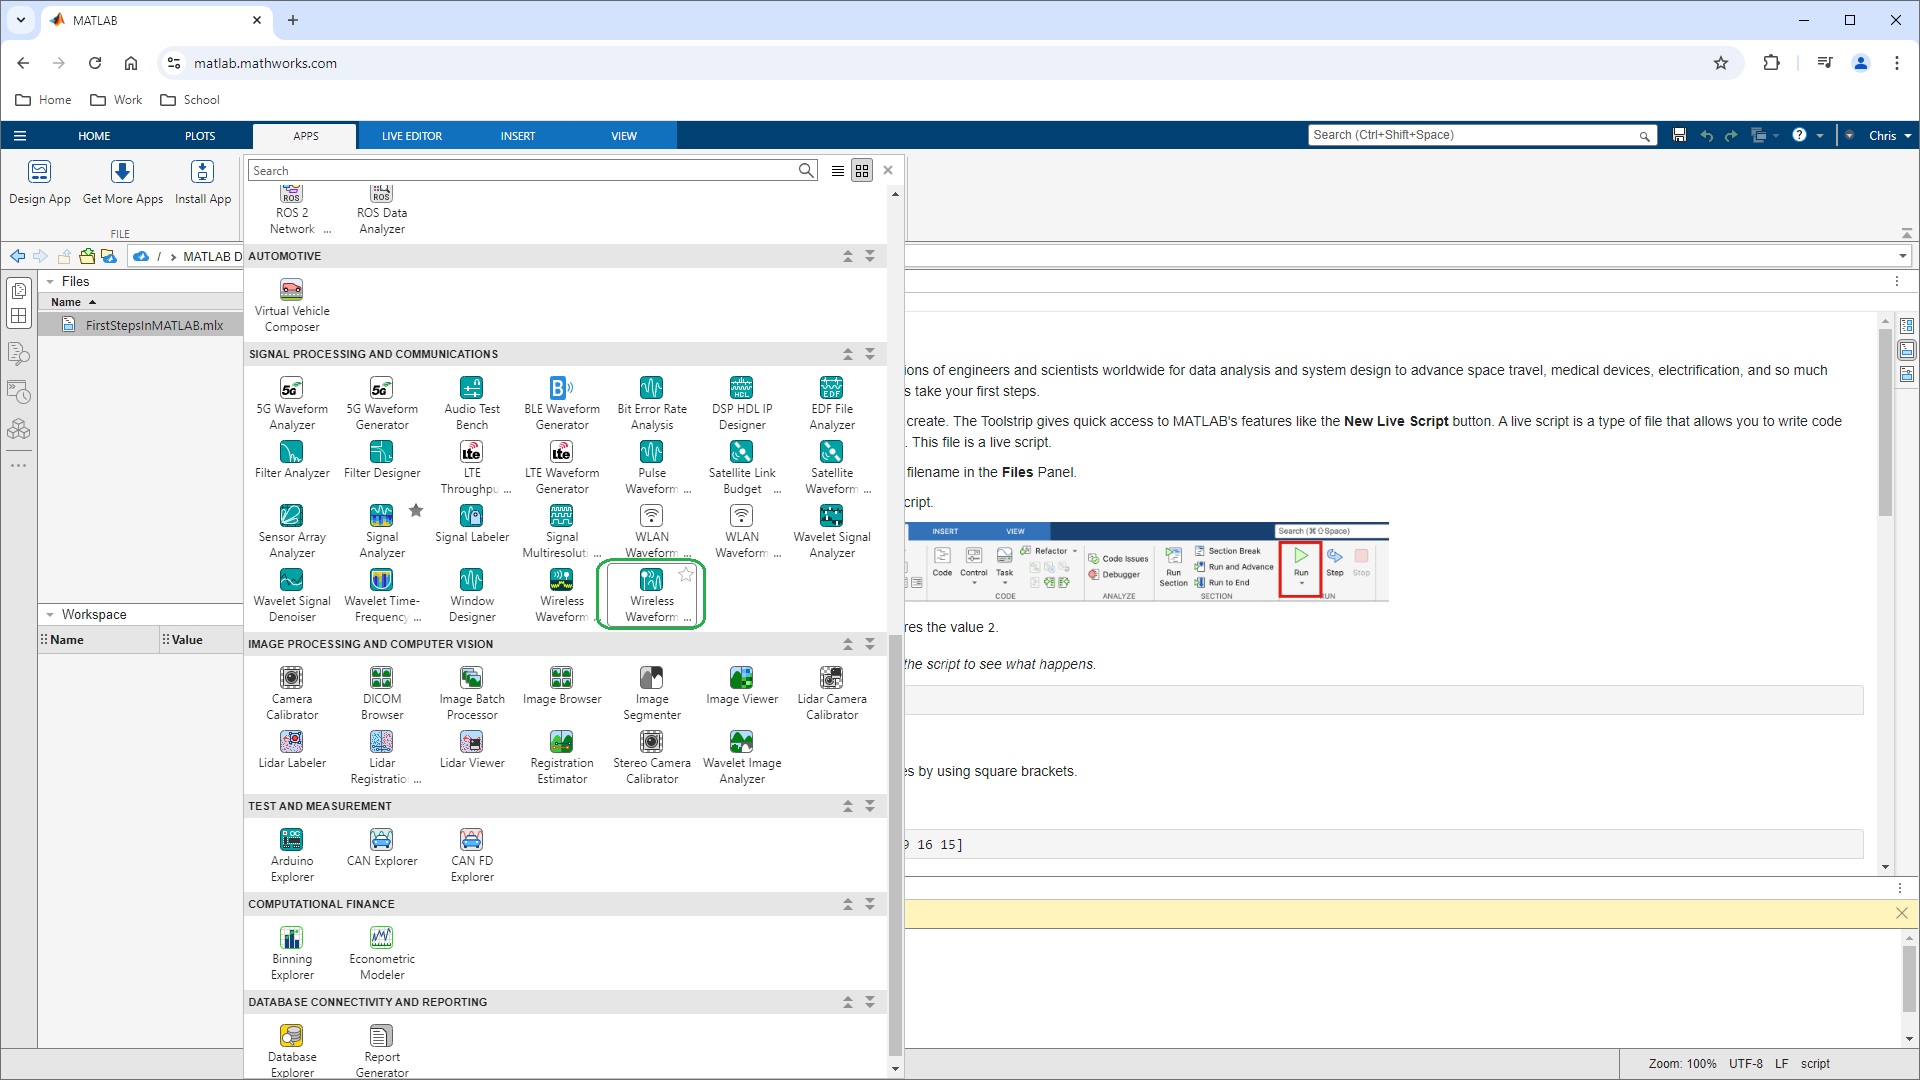 MATLAB
matlab.mathworks.com
Home Work School
HOME PLOTS APPS LIVE EDITOR INSERT VIEW Search (Ctrl+Shift+Space) Chris
Design App Get More Apps Install App
FILE
Search
ROS 2 Network ... ROS Data Analyzer
/ > MATLAB D
AUTOMOTIVE
Virtual Vehicle Composer
SIGNAL PROCESSING AND COMMUNICATIONS
5G Waveform Analyzer 5G Waveform Generator Audio Test Bench BLE Waveform Generator Bit Error Rate Analysis DSP HDL IP Designer EDF File Analyzer
Filter Analyzer Filter Designer LTE Throughpu ... LTE Waveform Generator Pulse Waveform ... Satellite Link Budget ... Satellite Waveform ...
Sensor Array Analyzer Signal Analyzer Signal Labeler Signal Multiresoluti ... WLAN Waveform ... WLAN Waveform ... Wavelet Signal Analyzer
Wavelet Signal Denoiser Wavelet Time-Frequency ... Window Designer Wireless Waveform ... Wireless Waveform ...
IMAGE PROCESSING AND COMPUTER VISION
Camera Calibrator DICOM Browser Image Batch Processor Image Browser Image Segmenter Image Viewer Lidar Camera Calibrator
Lidar Labeler Lidar Registratio ... Lidar Viewer Registration Estimator Stereo Camera Calibrator Wavelet Image Analyzer
TEST AND MEASUREMENT
Arduino Explorer CAN Explorer CAN FD Explorer
COMPUTATIONAL FINANCE
Binning Explorer Econometric Modeler
DATABASE CONNECTIVITY AND REPORTING
Database Explorer Report Generator
Files
Name
FirstStepsInMATLAB.mlx
Workspace
Name Value
ions of engineers and scientists worldwide for data analysis and system design to advance space travel, medical devices, electrification, and so much
s take your first steps.
create. The Toolstrip gives quick access to MATLAB's features like the New Live Script button. A live script is a type of file that allows you to write code
. This file is a live script.
filename in the Files Panel.
cript.
INSERT VIEW Search (⌘⇧Space)
Code Control Task Refactor Code Issues Debugger Run Section Section Break Run and Advance Run to End Run Step Stop
CODE ANALYZE SECTION RUN
res the value 2.
the script to see what happens.
es by using square brackets.
9 16 15]
Zoom: 100% UTF-8 LF script